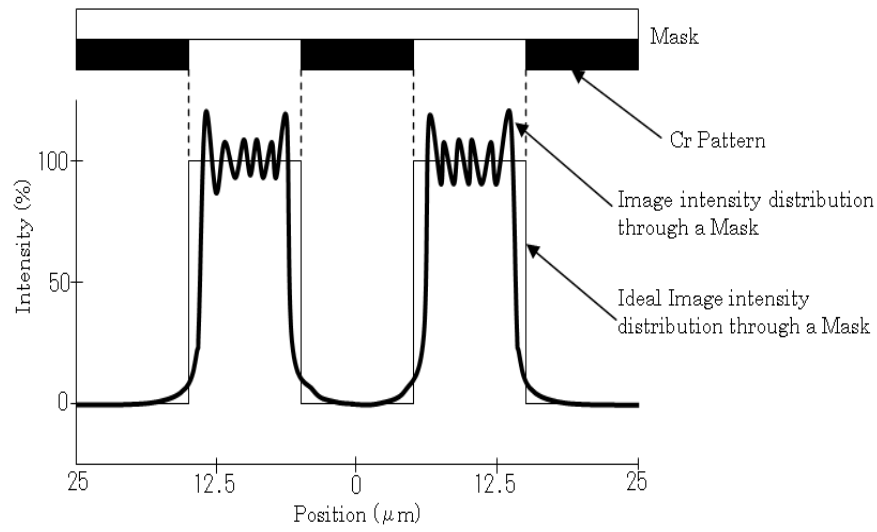 Mask
Cr Pattern
Image intensity distribution
through a Mask
Ideal Image intensity
distribution through a Mask
Intensity (%)
100
50
0
25
12.5
0
12.5
25
Position (μm)